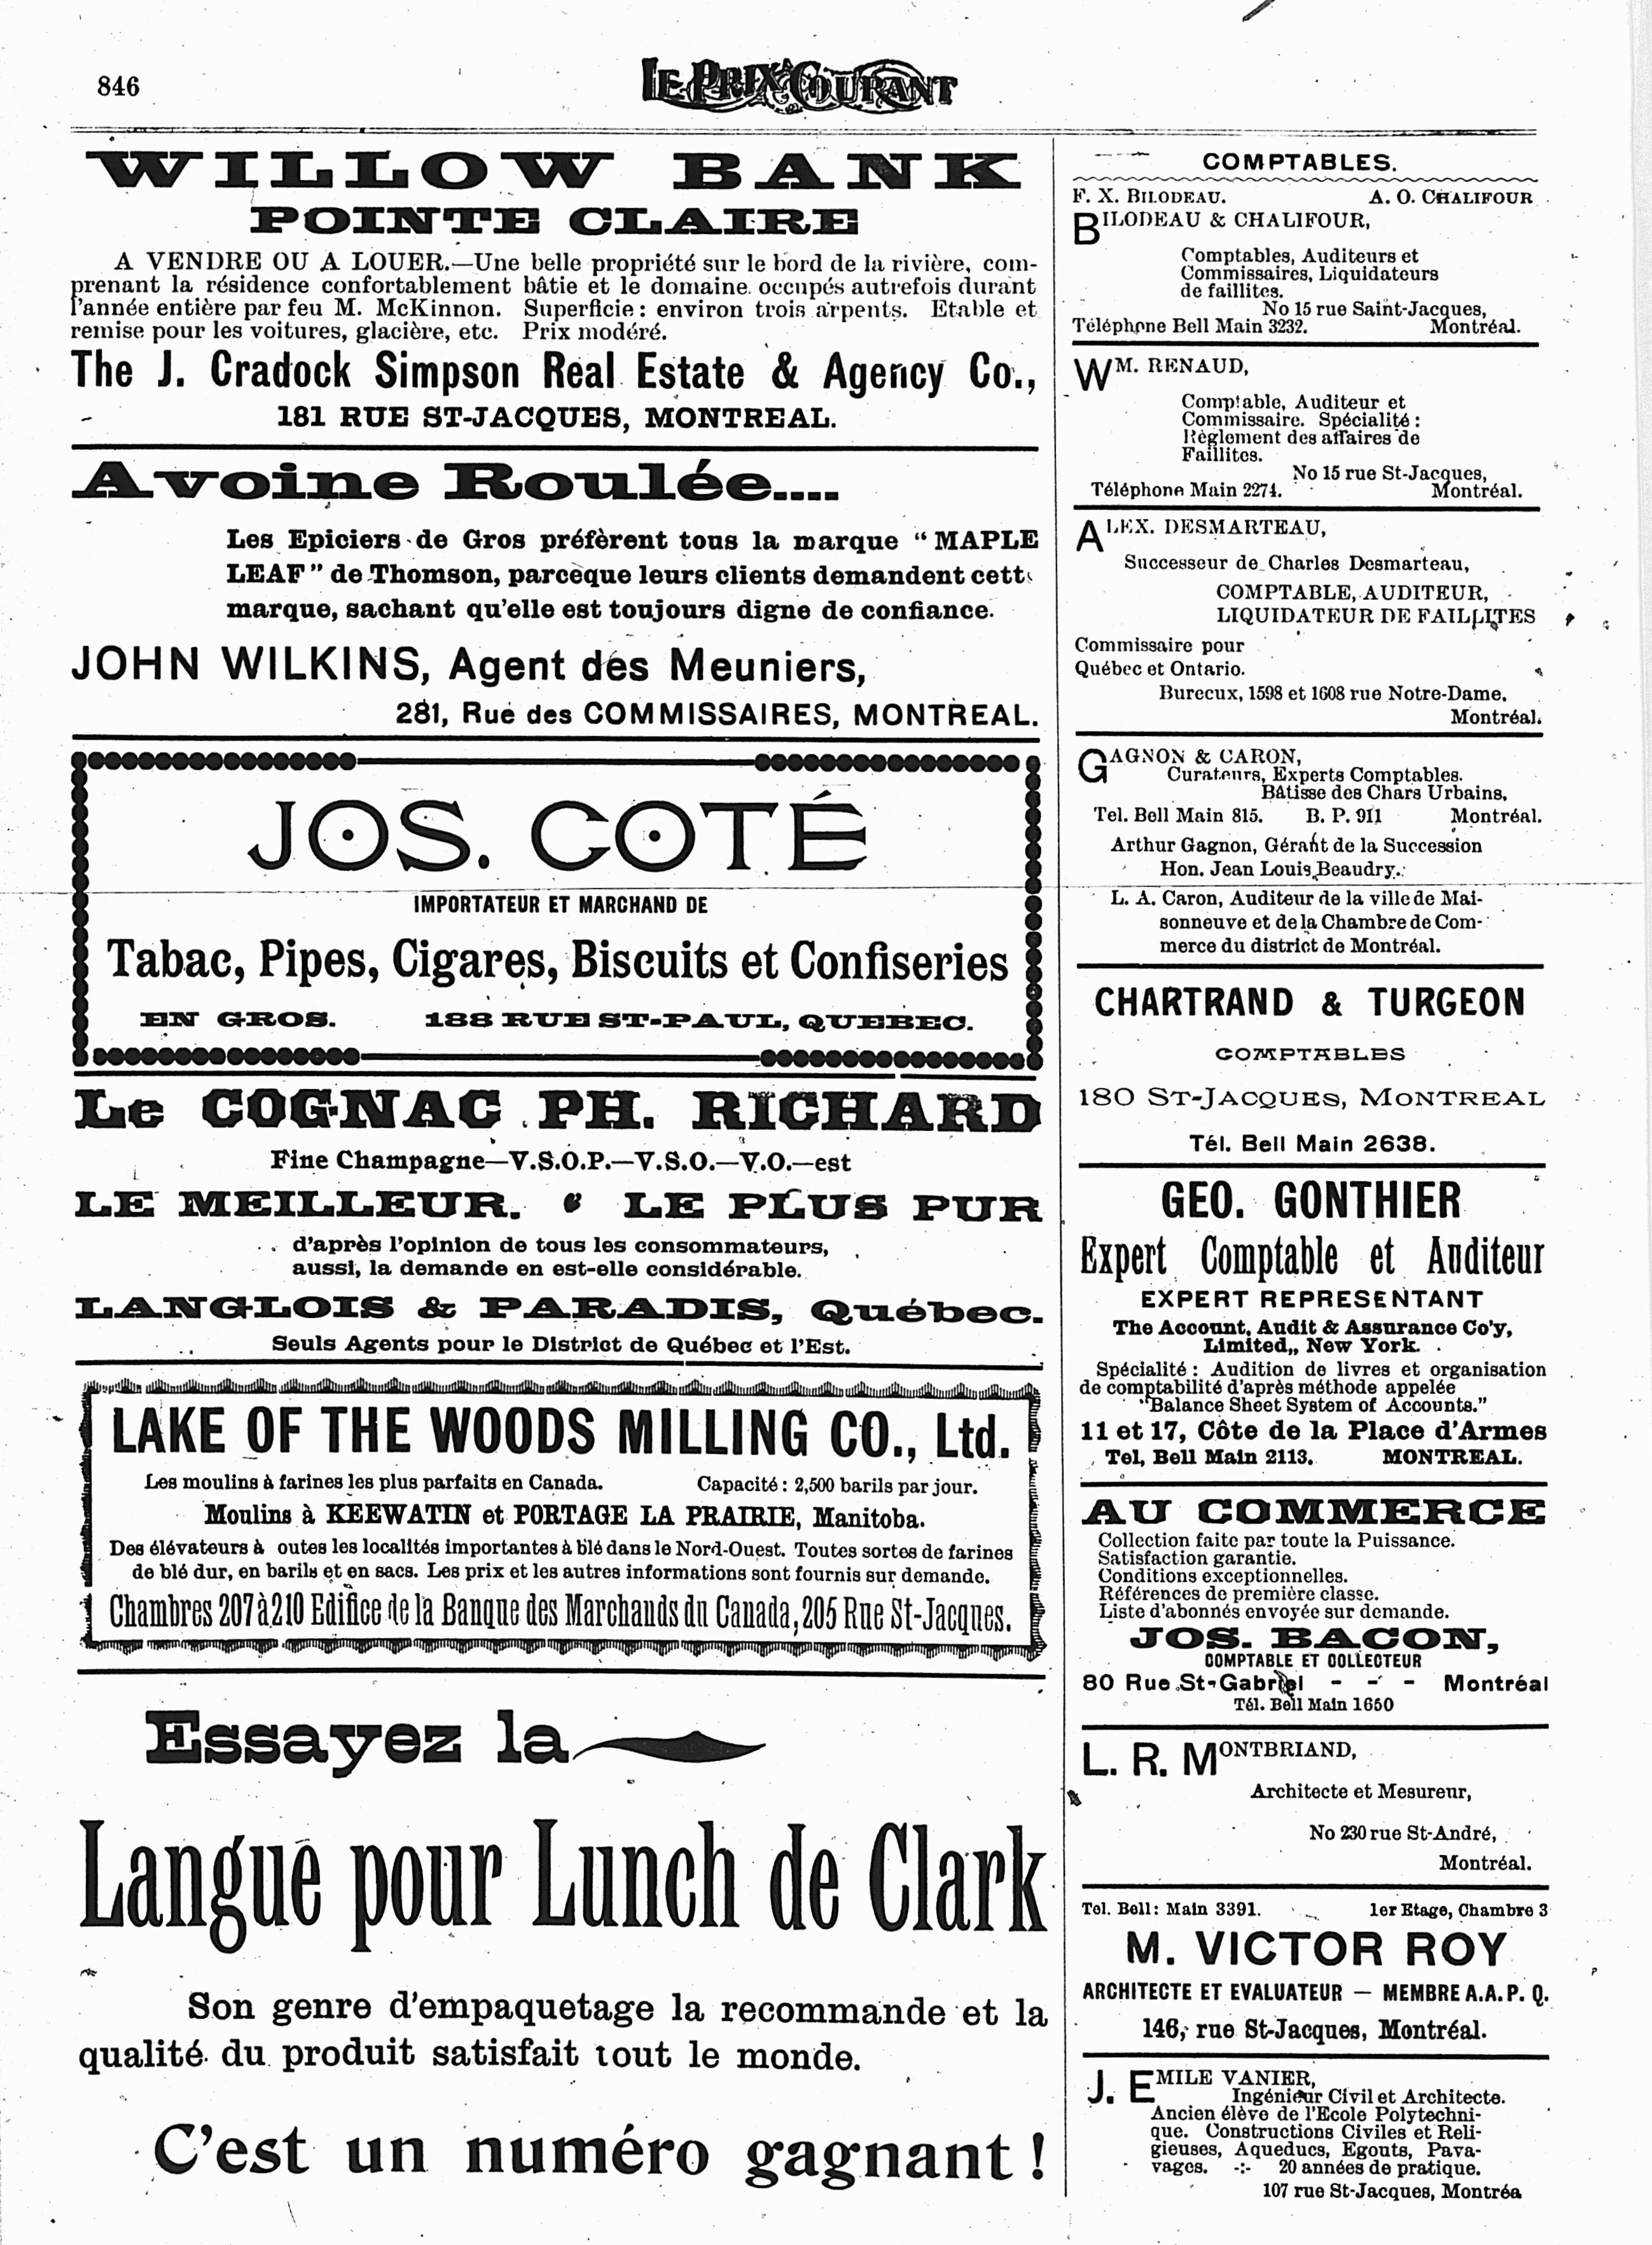 846
LE PRIX COURANT
WILLOW BANK
POINTE CLAIRE
A VENDRE OU A LOUER.—Une belle propriété sur le bord de la rivière, com-
prenant la résidence confortablement bâtie et le domaine occupés autrefois durant
l'année entière par feu M. McKinnon. Superficie: environ trois arpents. Etable et
remise pour les voitures, glacière, etc. Prix modéré.
The J. Cradock Simpson Real Estate & Agency Co.,
181 RUE ST-JACQUES, MONTREAL.
Avoine Roulée....
Les Epiciers de Gros préfèrent tous la marque "MAPLE
LEAF" de Thomson, parceque leurs clients demandent cett
marque, sachant qu'elle est toujours digne de confiance.
JOHN WILKINS, Agent des Meuniers,
281, Rue des COMMISSAIRES, MONTREAL.
JOS. COTÉ
IMPORTATEUR ET MARCHAND DE
Tabac, Pipes, Cigares, Biscuits et Confiseries
EN GROS. 188 RUE ST-PAUL, QUEBEC.
Le COGNAC PH. RICHARD
Fine Champagne—V.S.O.P.—V.S.O.—V.O.—est
LE MEILLEUR. LE PLUS PUR
d'après l'opinion de tous les consommateurs,
aussi, la demande en est-elle considérable.
LANGLOIS & PARADIS, Québec.
Seuls Agents pour le District de Québec et l'Est.
LAKE OF THE WOODS MILLING CO., Ltd.
Les moulins à farines les plus parfaits en Canada. Capacité: 2,500 barils par jour.
Moulins à KEEWATIN et PORTAGE LA PRAIRIE, Manitoba.
Des élévateurs à outes les localités importantes à blé dans le Nord-Ouest. Toutes sortes de farines
de blé dur, en barils et en sacs. Les prix et les autres informations sont fournis sur demande.
Chambres 207 à 210 Edifice de la Banque des Marchands du Canada, 205 Rue St-Jacques.
Essayez la
Langue pour Lunch de Clark
Son genre d'empaquetage la recommande et la
qualité du produit satisfait tout le monde.
C'est un numéro gagnant!
COMPTABLES.
F. X. BILODEAU. A. O. CHALIFOUR
BILODEAU & CHALIFOUR,
Comptables, Auditeurs et
Commissaires, Liquidateurs
de faillites.
No 15 rue Saint-Jacques,
Téléphone Bell Main 3232. Montréal.
WM. RENAUD,
Comptable, Auditeur et
Commissaire. Spécialité:
Règlement des affaires de
Faillites.
No 15 rue St-Jacques,
Téléphone Main 2274. Montréal.
ALEX. DESMARTEAU,
Successeur de Charles Desmarteau,
COMPTABLE, AUDITEUR,
LIQUIDATEUR DE FAILLITES
Commissaire pour
Québec et Ontario.
Bureaux, 1598 et 1608 rue Notre-Dame,
Montréal.
GAGNON & CARON,
Curateurs, Experts Comptables.
Bâtisse des Chars Urbains,
Tel. Bell Main 815. B. P. 911 Montréal.
Arthur Gagnon, Gérant de la Succession
Hon. Jean Louis Beaudry.
L. A. Caron, Auditeur de la ville de Mai-
sonneuve et de la Chambre de Com-
merce du district de Montréal.
CHARTRAND & TURGEON
COMPTABLES
180 ST-JACQUES, MONTREAL
Tél. Bell Main 2638.
GEO. GONTHIER
Expert Comptable et Auditeur
EXPERT REPRESENTANT
The Account, Audit & Assurance Co'y,
Limited,, New York.
Spécialité: Audition de livres et organisation
de comptabilité d'après méthode appelée
"Balance Sheet System of Accounts."
11 et 17, Côte de la Place d'Armes
Tel, Bell Main 2113. MONTREAL.
AU COMMERCE
Collection faite par toute la Puissance.
Satisfaction garantie.
Conditions exceptionnelles.
Références de première classe.
Liste d'abonnés envoyée sur demande.
JOS. BACON,
COMPTABLE ET COLLECTEUR
80 Rue St-Gabriel - - - Montréal
Tél. Bell Main 1650
L. R. MONTBRIAND,
Architecte et Mesureur,
No 230 rue St-André,
Montréal.
Tel. Bell: Main 3391. 1er Etage, Chambre 3
M. VICTOR ROY
ARCHITECTE ET EVALUATEUR — MEMBRE A.A.P.Q.
146, rue St-Jacques, Montréal.
J. EMILE VANIER,
Ingénieur Civil et Architecte.
Ancien élève de l'Ecole Polytechni-
que. Constructions Civiles et Reli-
gieuses, Aqueducs, Egouts, Pava-
vages. -:- 20 années de pratique.
107 rue St-Jacques, Montréa